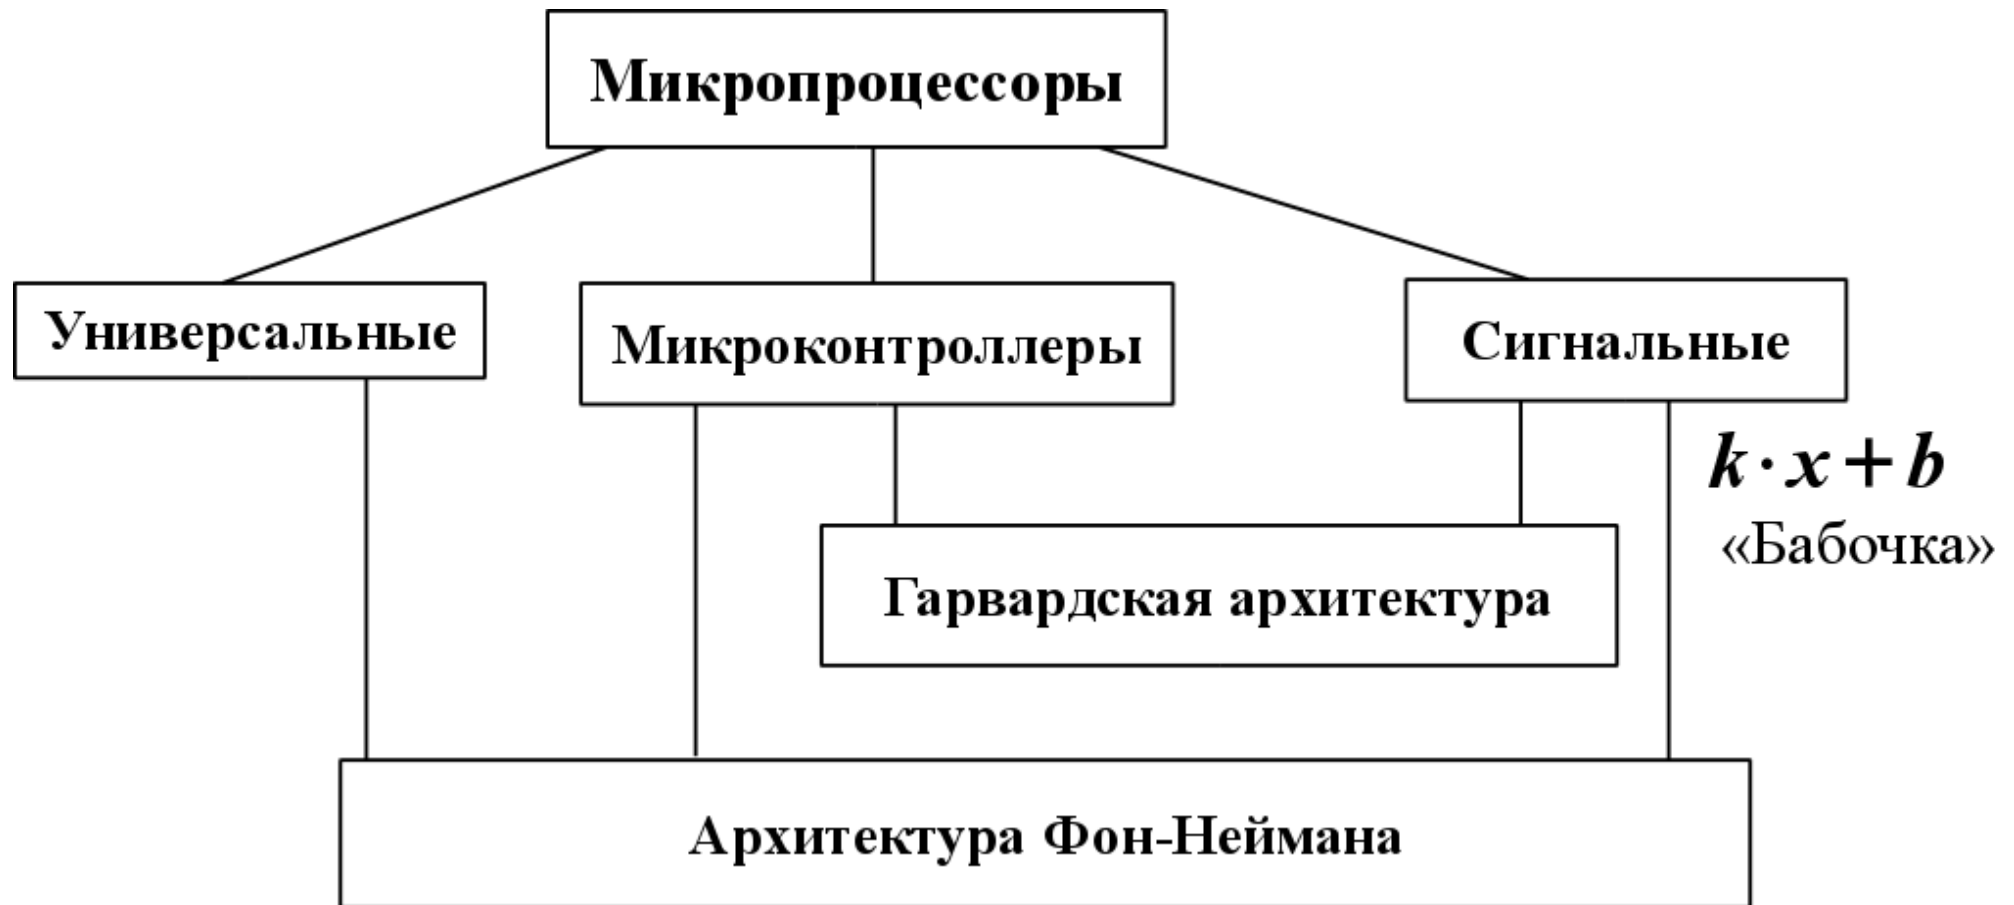 Микропроцессоры
Универсальные
Микроконтроллеры
Сигнальные
k·x+b
«Бабочка»
Гарвардская архитектура
Архитектура Фон-Неймана